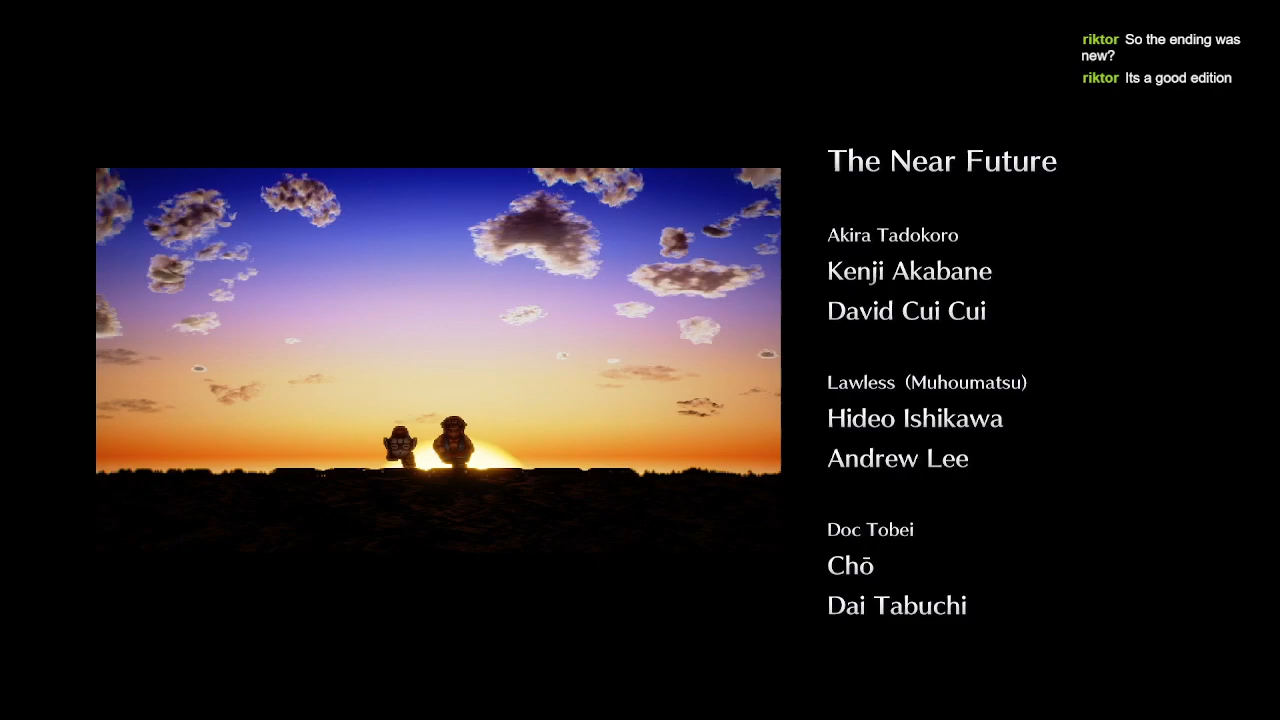 riktor So the ending was
new?
riktor Its a good edition
The Near Future
Akira Tadokoro
Kenji Akabane
David Cui Cui
Lawless (Muhoumatsu)
Hideo Ishikawa
Andrew Lee
Doc Tobei
Chō
Dai Tabuchi